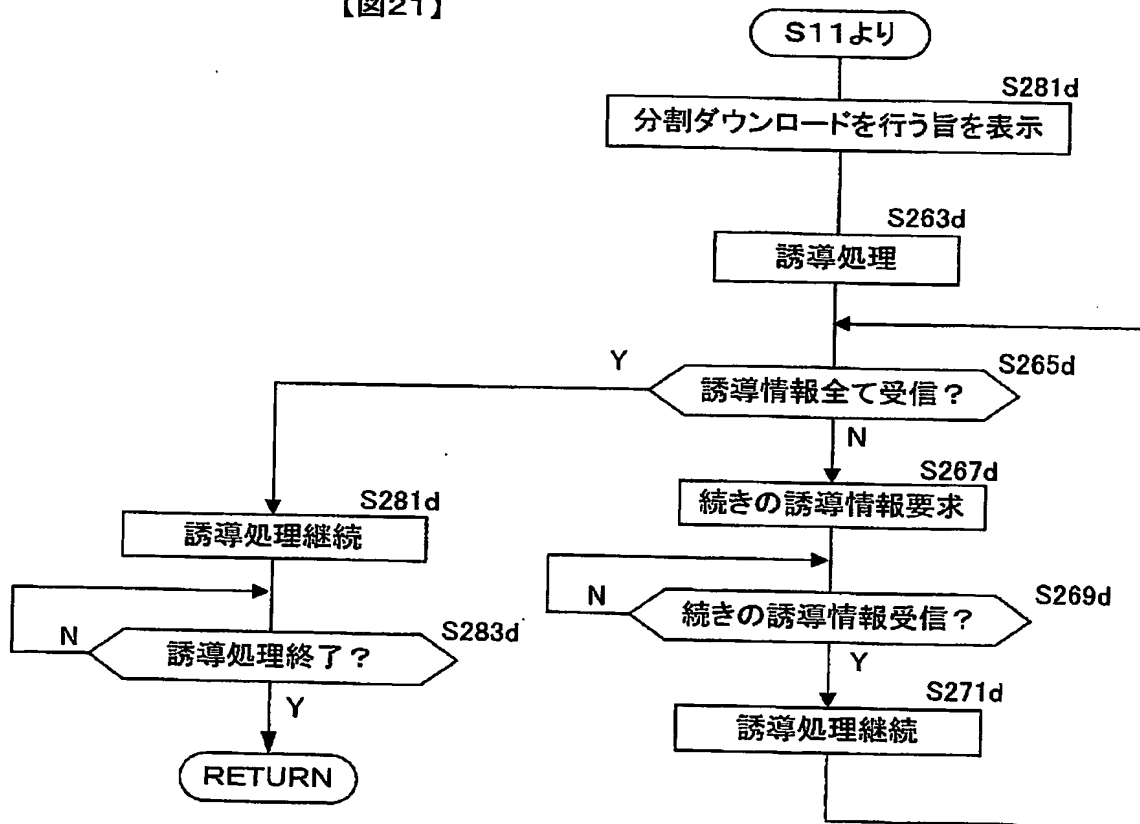 【図21】
S11より
S281d
分割ダウンロードを行う旨を表示
S263d
誘導処理
S265d
誘導情報全て受信？
Y
N
S267d
続きの誘導情報要求
S269d
続きの誘導情報受信？
N
Y
S271d
誘導処理継続
S281d
誘導処理継続
S283d
誘導処理終了？
N
Y
RETURN